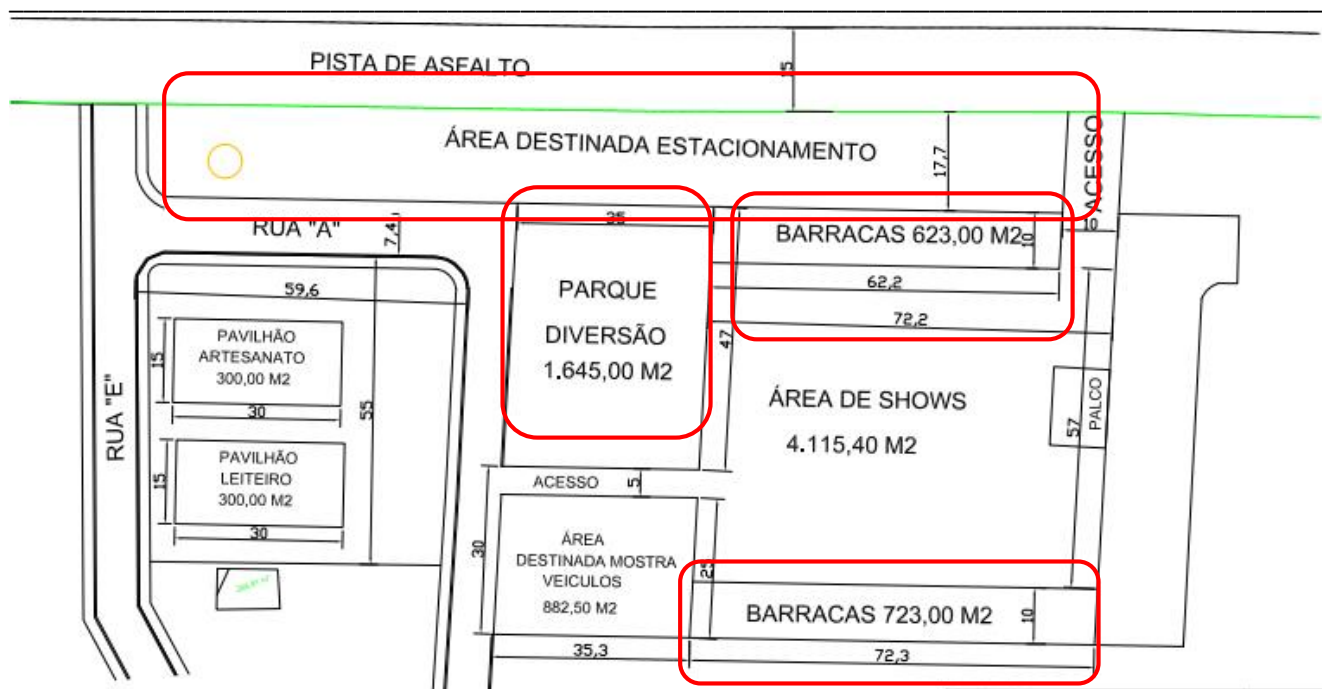 PISTA DE ASFALTO
15
ÁREA DESTINADA ESTACIONAMENTO
17,7
ACESSO
10
RUA "A"
7,4
35
BARRACAS 623,00 M2
10
62,2
72,2
59,6
PARQUE
DIVERSÃO
1.645,00 M2
47
PAVILHÃO
ARTESANATO
300,00 M2
15
30
55
RUA "E"
ÁREA DE SHOWS
4.115,40 M2
PALCO
57
PAVILHÃO
LEITEIRO
300,00 M2
15
30
ACESSO
5
30
ÁREA
DESTINADA MOSTRA
VEICULOS
882,50 M2
25
BARRACAS 723,00 M2
10
35,3
72,3